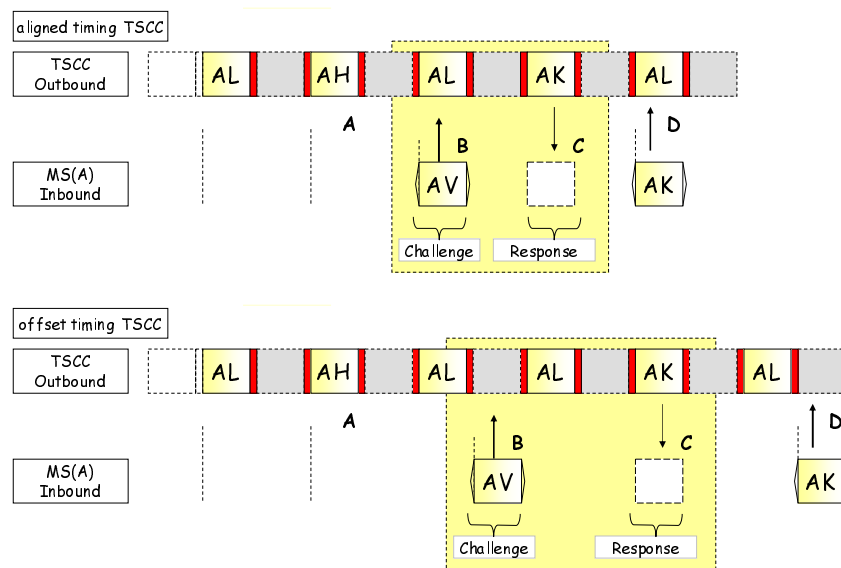 aligned timing TSCC
TSCC
Outbound
AL
AH
AL
AK
AL
A
B
C
D
MS(A)
Inbound
AV
AK
Challenge
Response
offset timing TSCC
TSCC
Outbound
AL
AH
AL
AL
AK
AL
A
B
C
D
MS(A)
Inbound
AV
AK
Challenge
Response